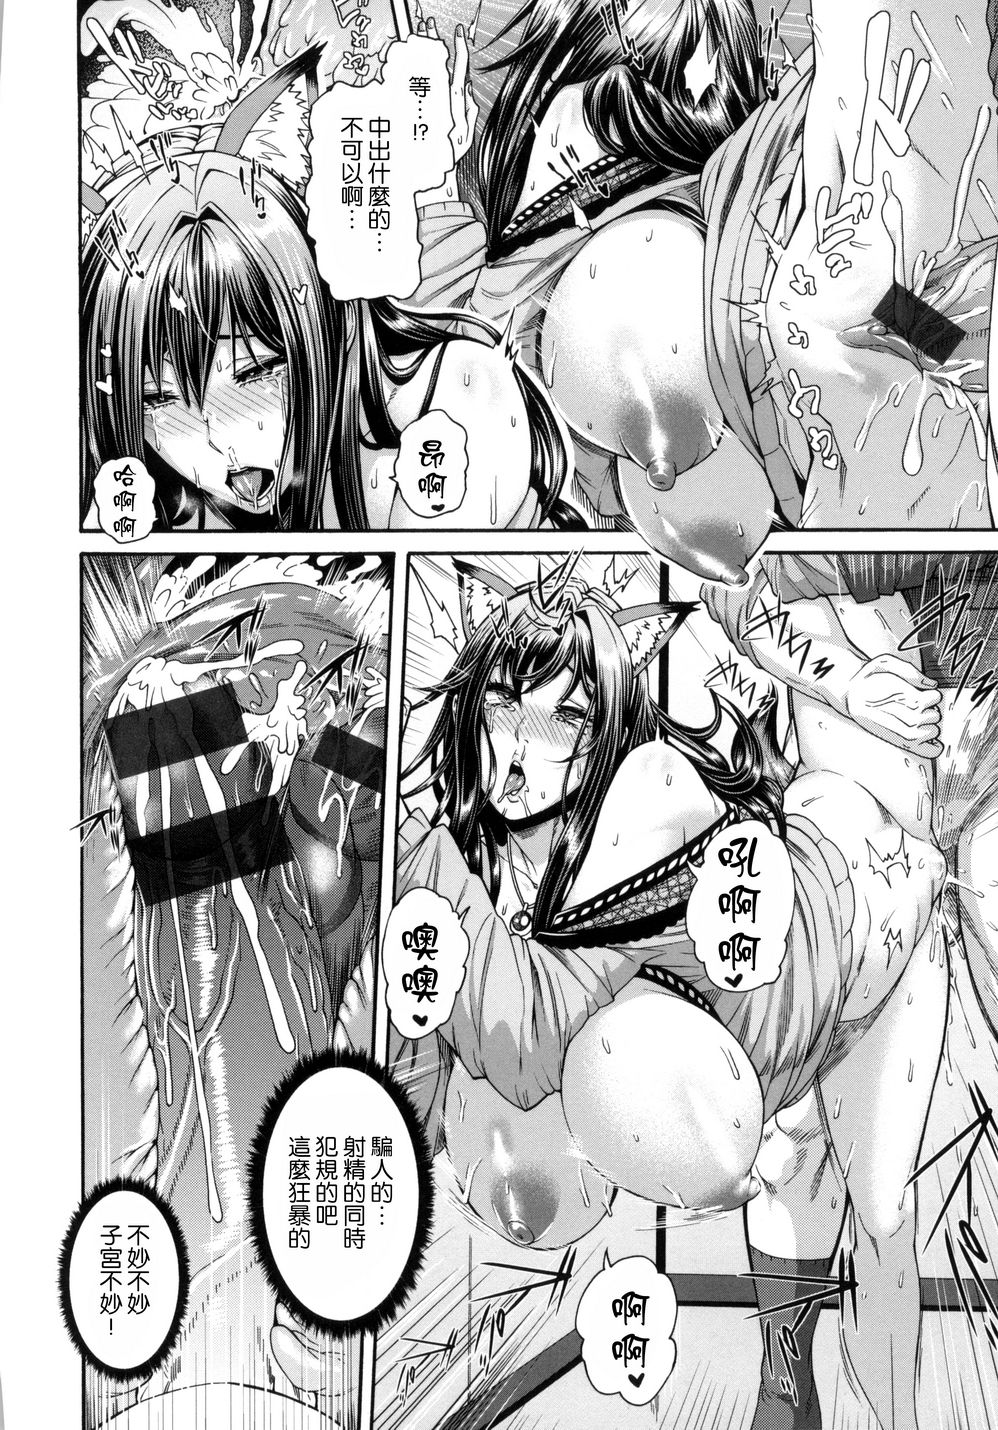 等…!?
中出什麼的…
不可以啊…
昂啊♥
哈啊啊
吼啊啊♥
噢噢♥
騙人的…
射精的同時
犯規的吧
這麼狂暴的
不妙不妙
子宮不妙！
啊啊♥